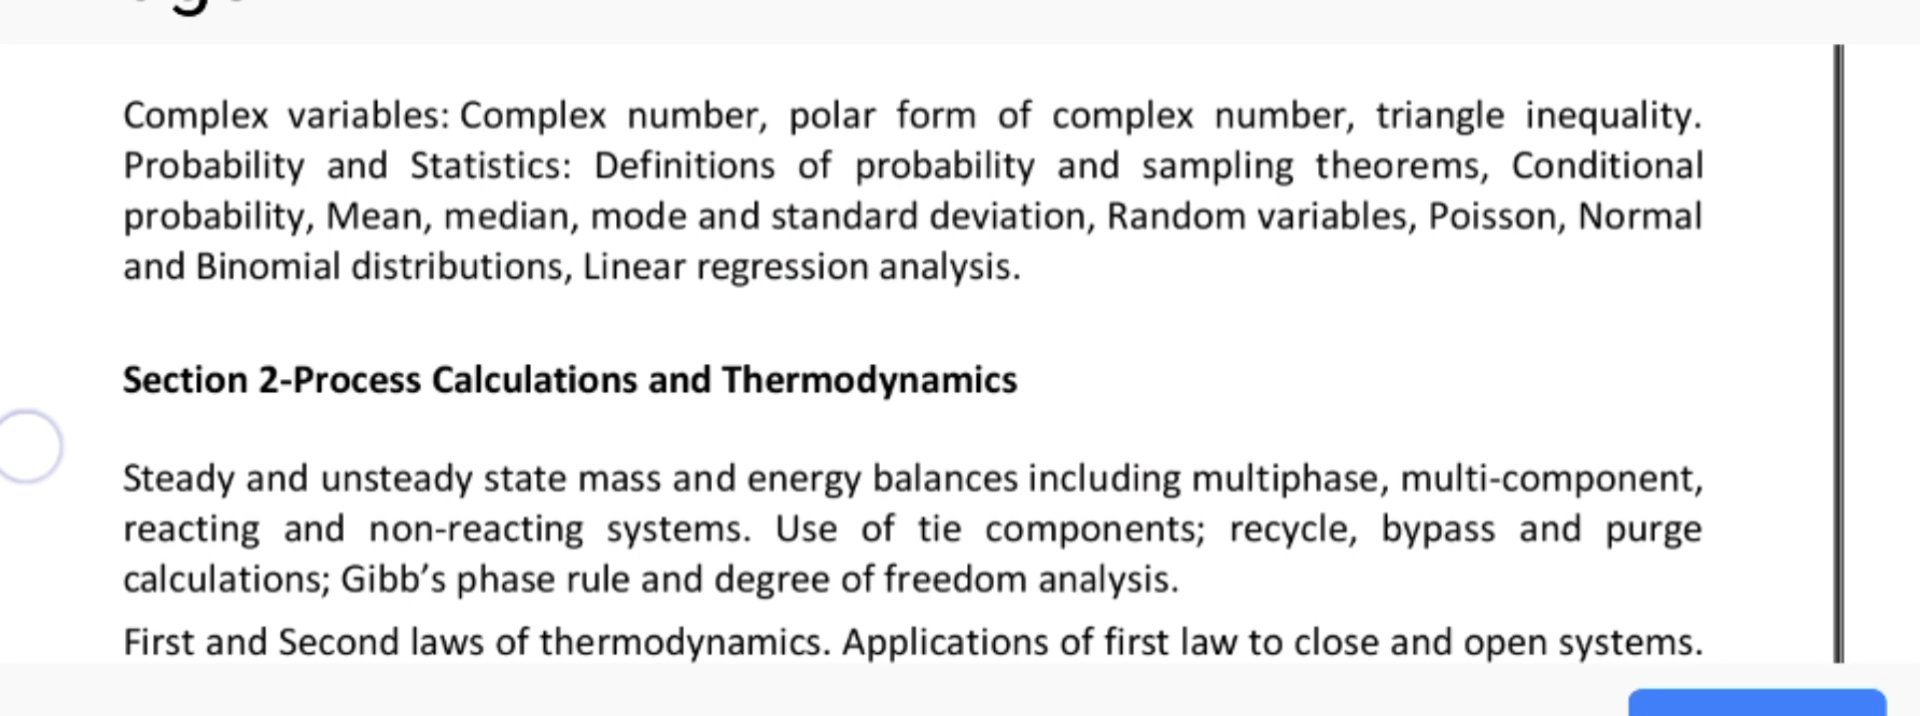 Complex variables: Complex number, polar form of complex number, triangle inequality.
Probability and Statistics: Definitions of probability and sampling theorems, Conditional
probability, Mean, median, mode and standard deviation, Random variables, Poisson, Normal
and Binomial distributions, Linear regression analysis.
Section 2-Process Calculations and Thermodynamics
Steady and unsteady state mass and energy balances including multiphase, multi-component,
reacting and non-reacting systems. Use of tie components; recycle, bypass and purge
calculations; Gibb’s phase rule and degree of freedom analysis.
First and Second laws of thermodynamics. Applications of first law to close and open systems.